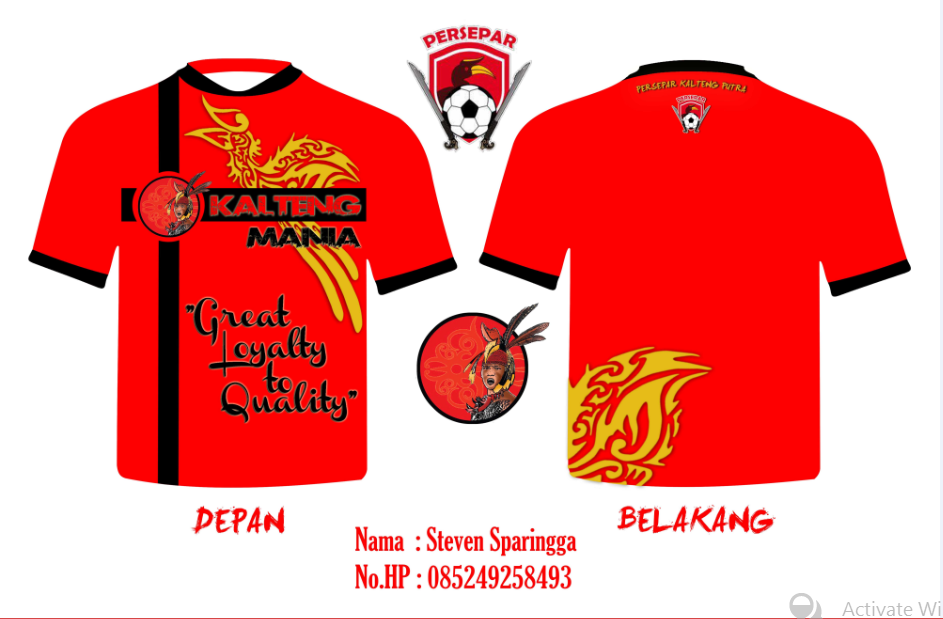 PERSEPAR
KALTENG
MANIA
"Great
Loyalty
to
Quality"
PERSEPAR KALTENG PUTRA
PERSEPAR
DEPAN
BELAKANG
Nama : Steven Sparingga
No.HP : 085249258493
Activate Wi